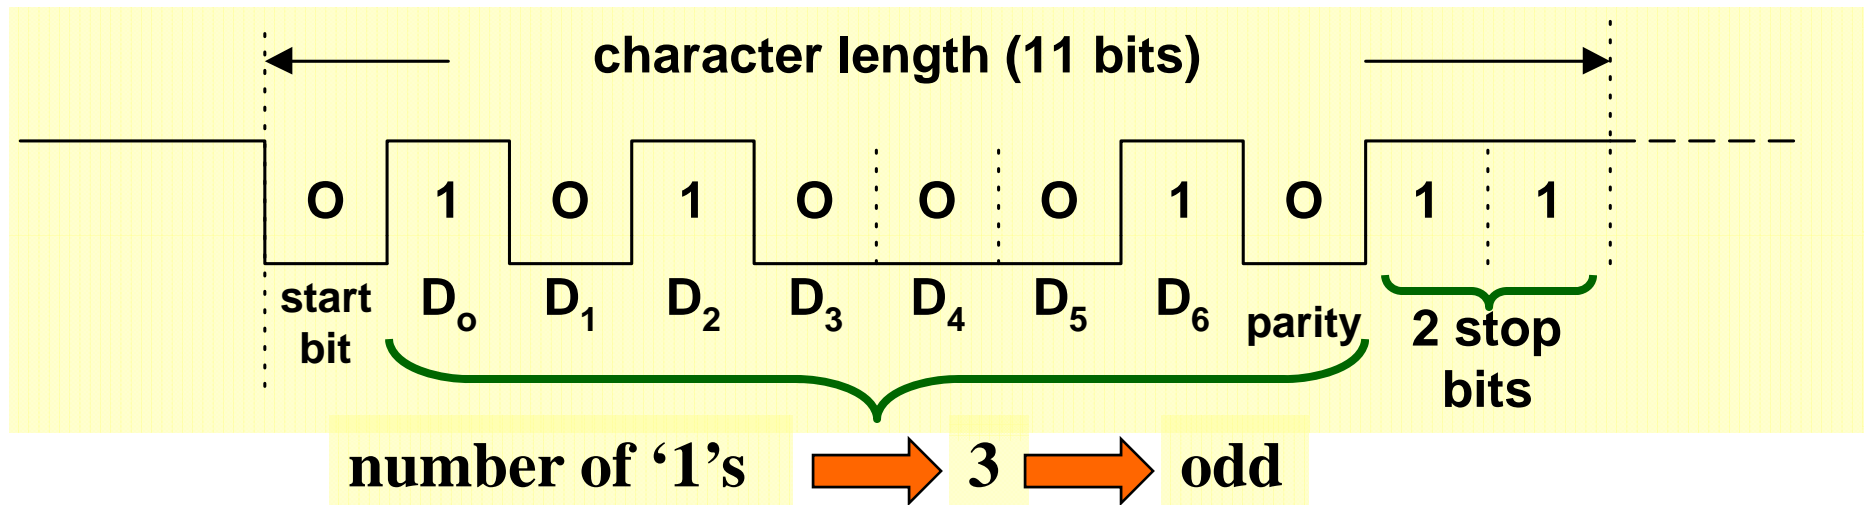 character length (11 bits)
0 1 0 1 0 0 0 1 0 1 1
start bit
Do D1 D2 D3 D4 D5 D6 parity
2 stop bits
number of ‘1’s 3 odd